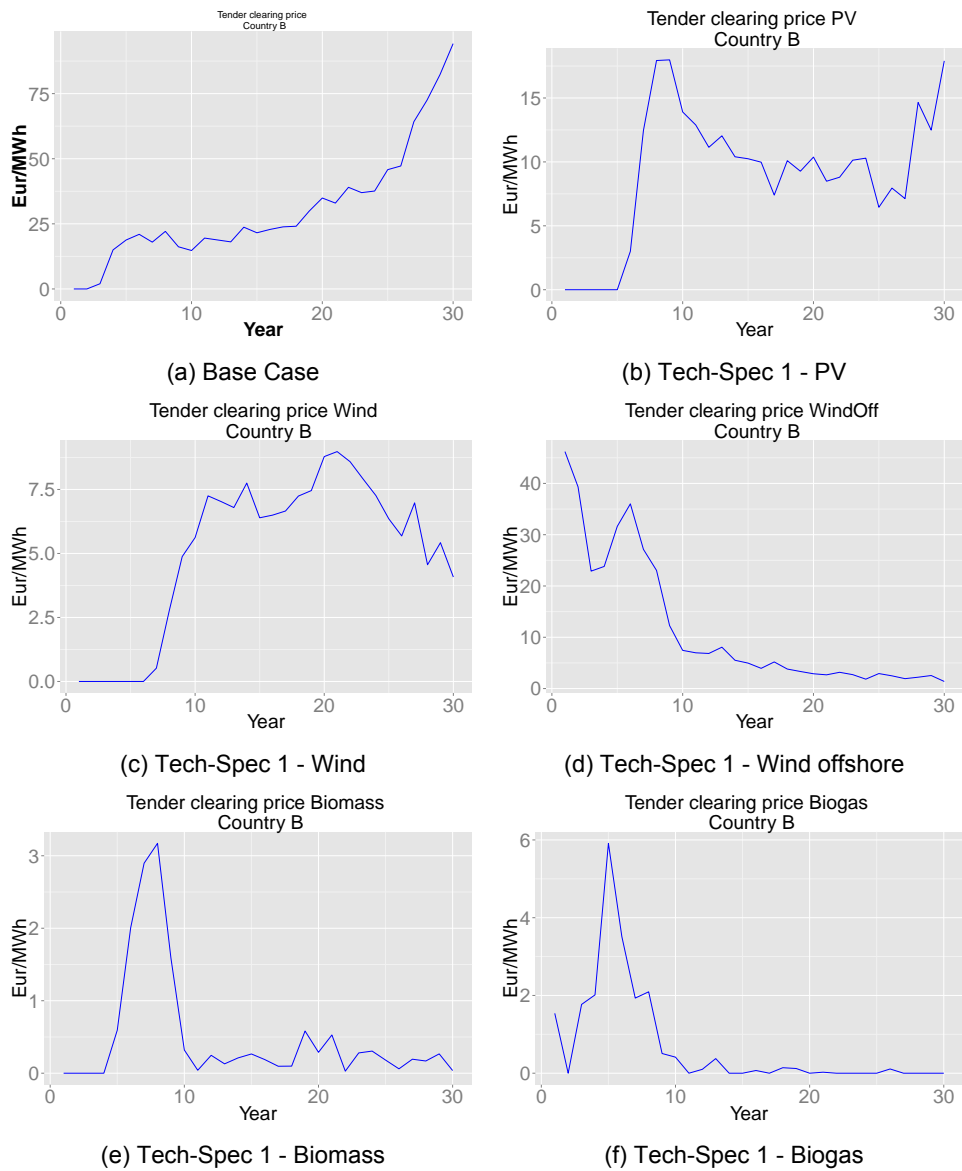 Tender clearing price
Country B
Eur/MWh
75
50
25
0
0 10 20 30
Year
(a) Base Case
Tender clearing price PV
Country B
Eur/MWh
15
10
5
0
0 10 20 30
Year
(b) Tech-Spec 1 - PV
Tender clearing price Wind
Country B
Eur/MWh
7.5
5.0
2.5
0.0
0 10 20 30
Year
(c) Tech-Spec 1 - Wind
Tender clearing price WindOff
Country B
Eur/MWh
40
30
20
10
0
0 10 20 30
Year
(d) Tech-Spec 1 - Wind offshore
Tender clearing price Biomass
Country B
Eur/MWh
3
2
1
0
0 10 20 30
Year
(e) Tech-Spec 1 - Biomass
Tender clearing price Biogas
Country B
Eur/MWh
6
4
2
0
0 10 20 30
Year
(f) Tech-Spec 1 - Biogas